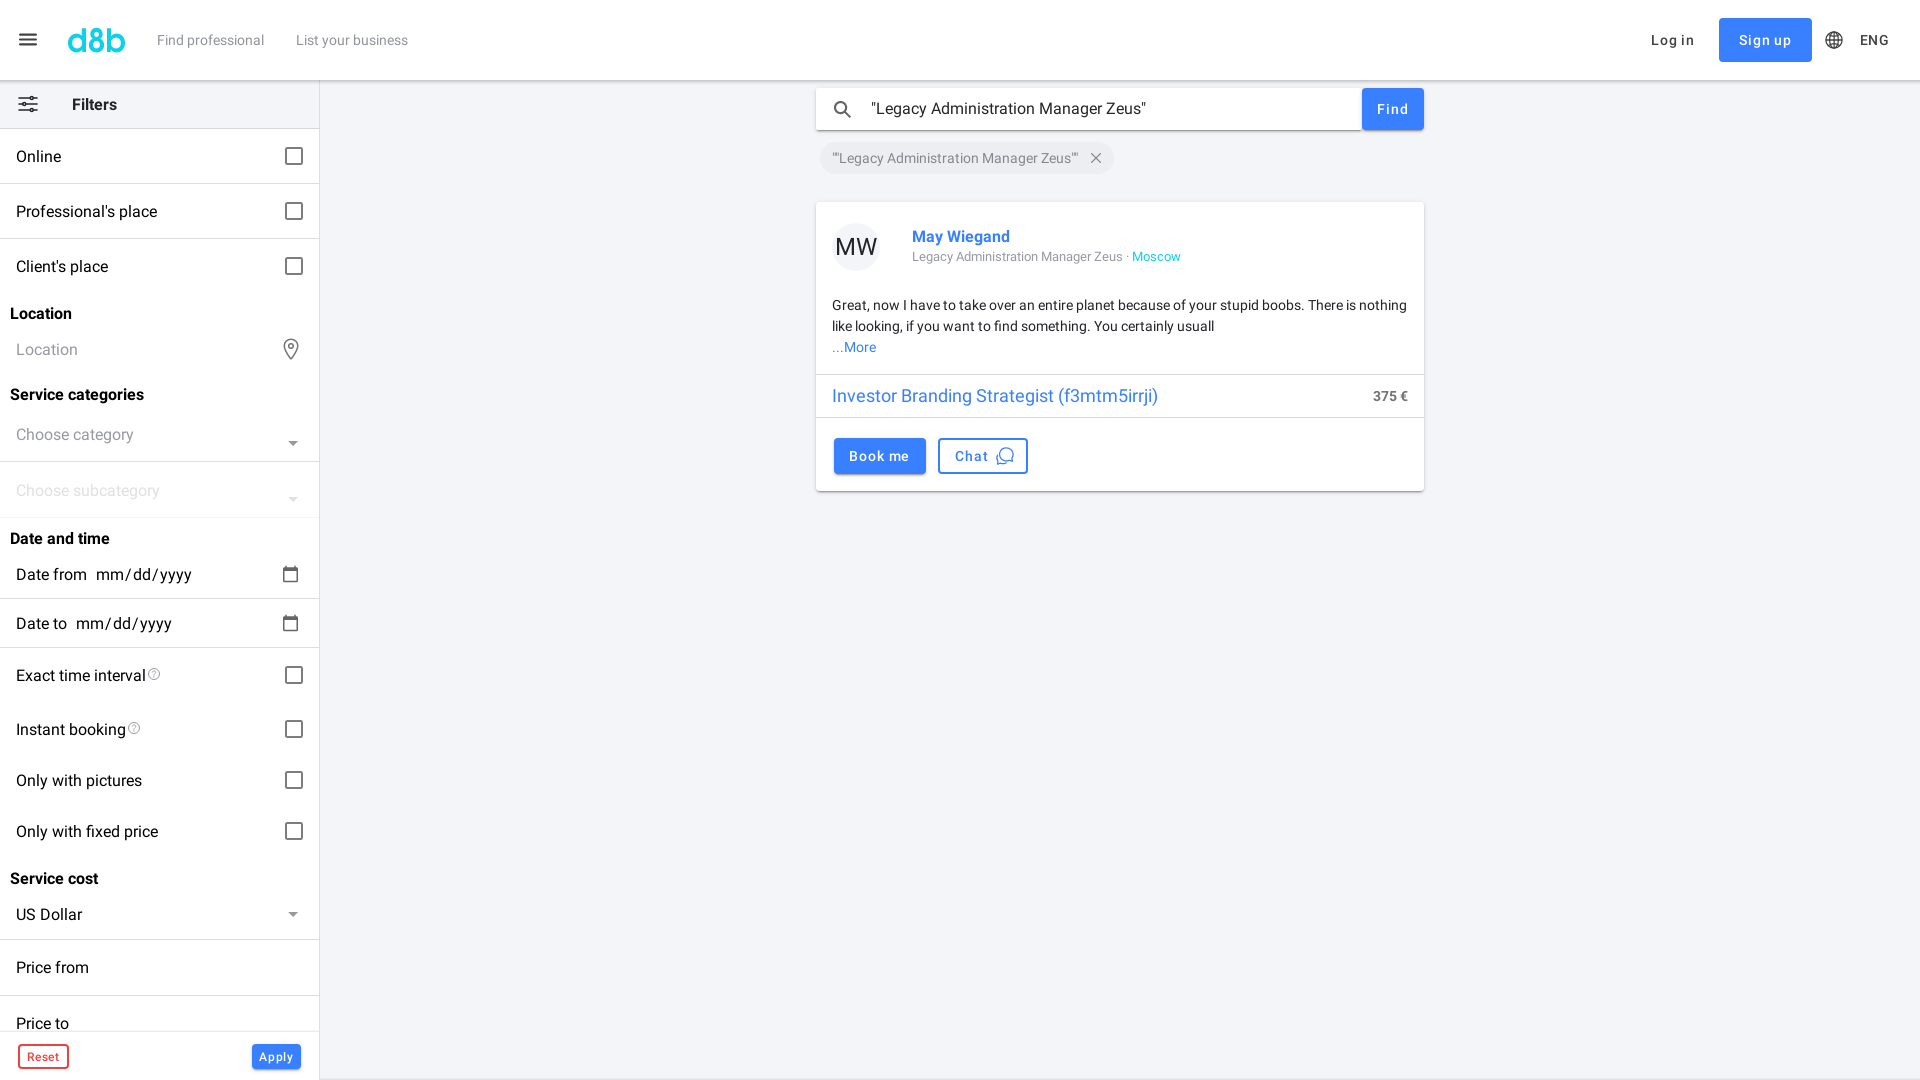 d8b
Find professional
List your business
Log in
Sign up
ENG
Filters
Online
Professional's place
Client's place
Location
Location
Service categories
Choose category
Choose subcategory
Date and time
Date from mm/dd/yyyy
Date to mm/dd/yyyy
Exact time interval
Instant booking
Only with pictures
Only with fixed price
Service cost
US Dollar
Price from
Price to
Reset
Apply
"Legacy Administration Manager Zeus"
Find
""Legacy Administration Manager Zeus""
MW
May Wiegand
Legacy Administration Manager Zeus · Moscow
Great, now I have to take over an entire planet because of your stupid boobs. There is nothing
like looking, if you want to find something. You certainly usuall
...More
Investor Branding Strategist (f3mtm5irrji)
375 €
Book me
Chat